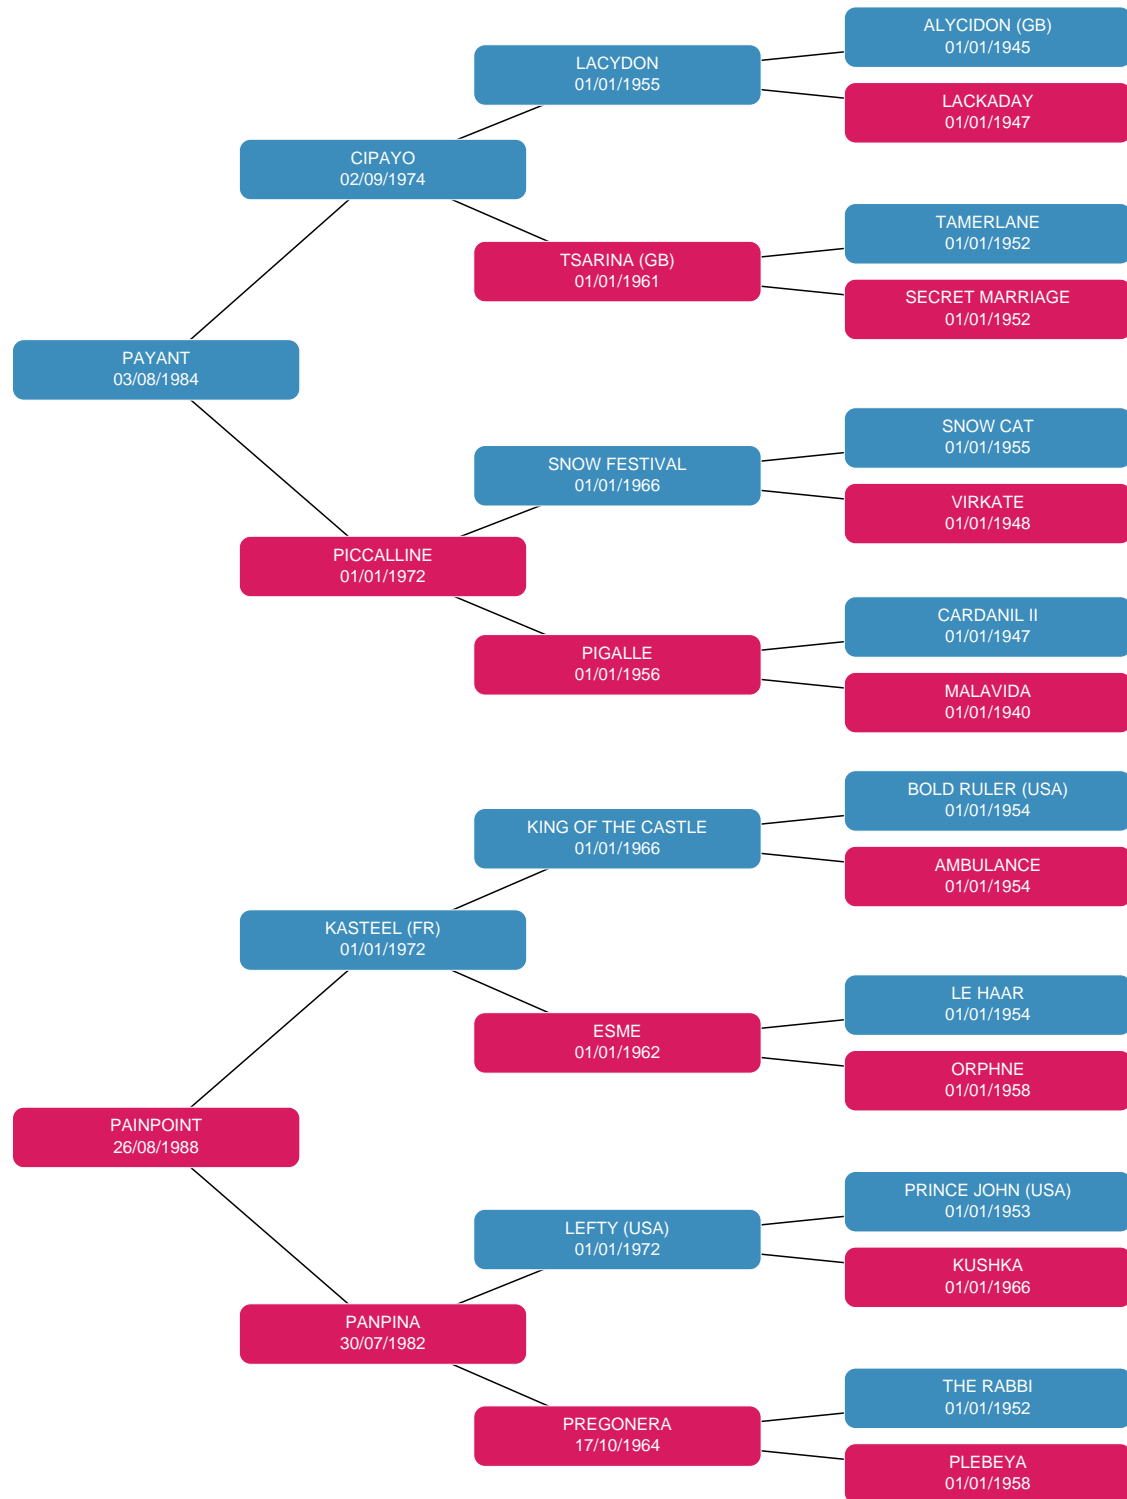 ALYCIDON (GB)
01/01/1945
LACYDON
01/01/1955
LACKADAY
01/01/1947
CIPAYO
02/09/1974
TAMERLANE
01/01/1952
TSARINA (GB)
01/01/1961
SECRET MARRIAGE
01/01/1952
PAYANT
03/08/1984
SNOW CAT
01/01/1955
SNOW FESTIVAL
01/01/1966
VIRKATE
01/01/1948
PICCALLINE
01/01/1972
CARDANIL II
01/01/1947
PIGALLE
01/01/1956
MALAVIDA
01/01/1940
BOLD RULER (USA)
01/01/1954
KING OF THE CASTLE
01/01/1966
AMBULANCE
01/01/1954
KASTEEL (FR)
01/01/1972
LE HAAR
01/01/1954
ESME
01/01/1962
ORPHNE
01/01/1958
PAINPOINT
26/08/1988
PRINCE JOHN (USA)
01/01/1953
LEFTY (USA)
01/01/1972
KUSHKA
01/01/1966
PANPINA
30/07/1982
THE RABBI
01/01/1952
PREGONERA
17/10/1964
PLEBEYA
01/01/1958